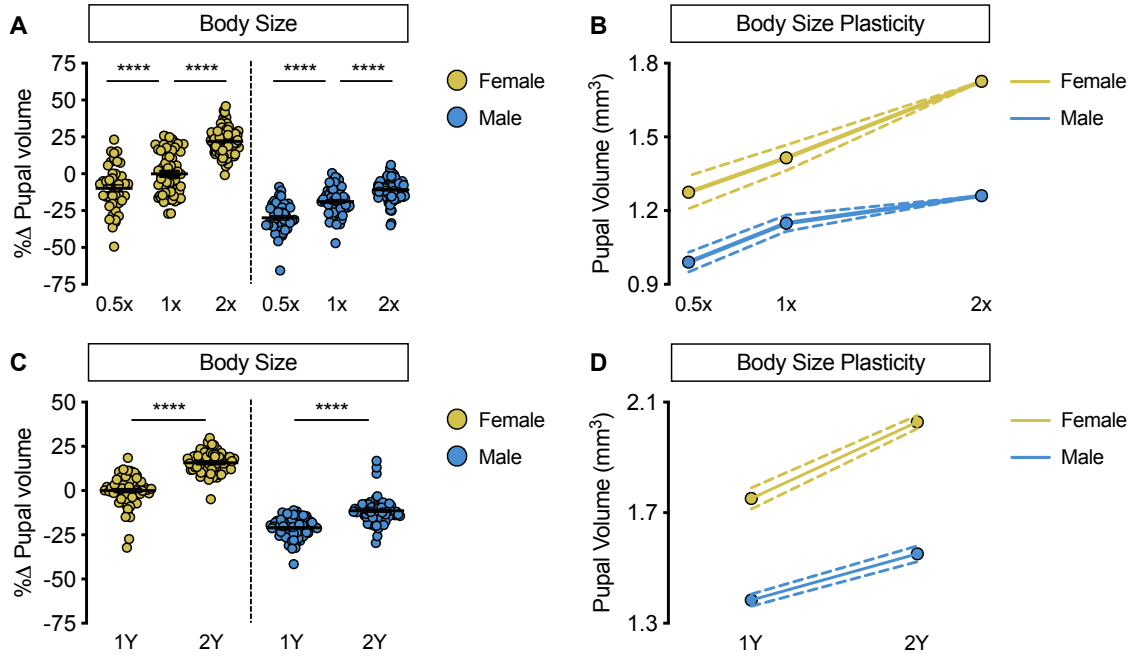 A
Body Size
%Δ Pupal volume
75
50
25
0
-25
-50
-75
**** **** **** ****
0.5x 1x 2x 0.5x 1x 2x
Female
Male
B
Body Size Plasticity
Pupal Volume (mm³)
1.8
1.5
1.2
0.9
0.5x 1x 2x
Female
Male
C
Body Size
%Δ Pupal volume
50
25
0
-25
-50
-75
**** ****
1Y 2Y 1Y 2Y
Female
Male
D
Body Size Plasticity
Pupal Volume (mm³)
2.1
1.7
1.3
1Y 2Y
Female
Male